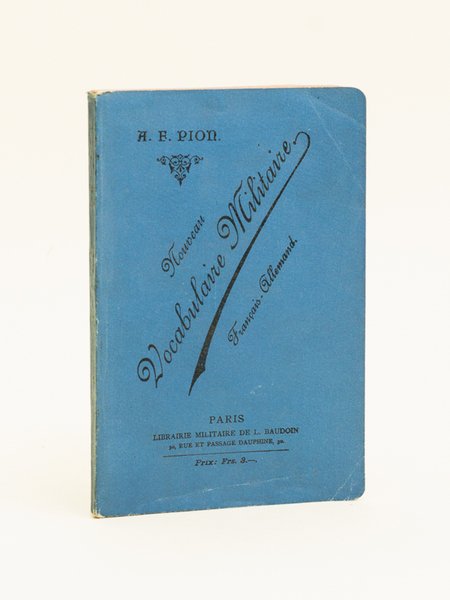 A. F. PION.
Nouveau
Vocabulaire Militaire.
Français-Allemand.
PARIS
LIBRAIRIE MILITAIRE DE L. BAUDOIN
30, RUE ET PASSAGE DAUPHINE, 30.
Prix: Frs. 3.—.